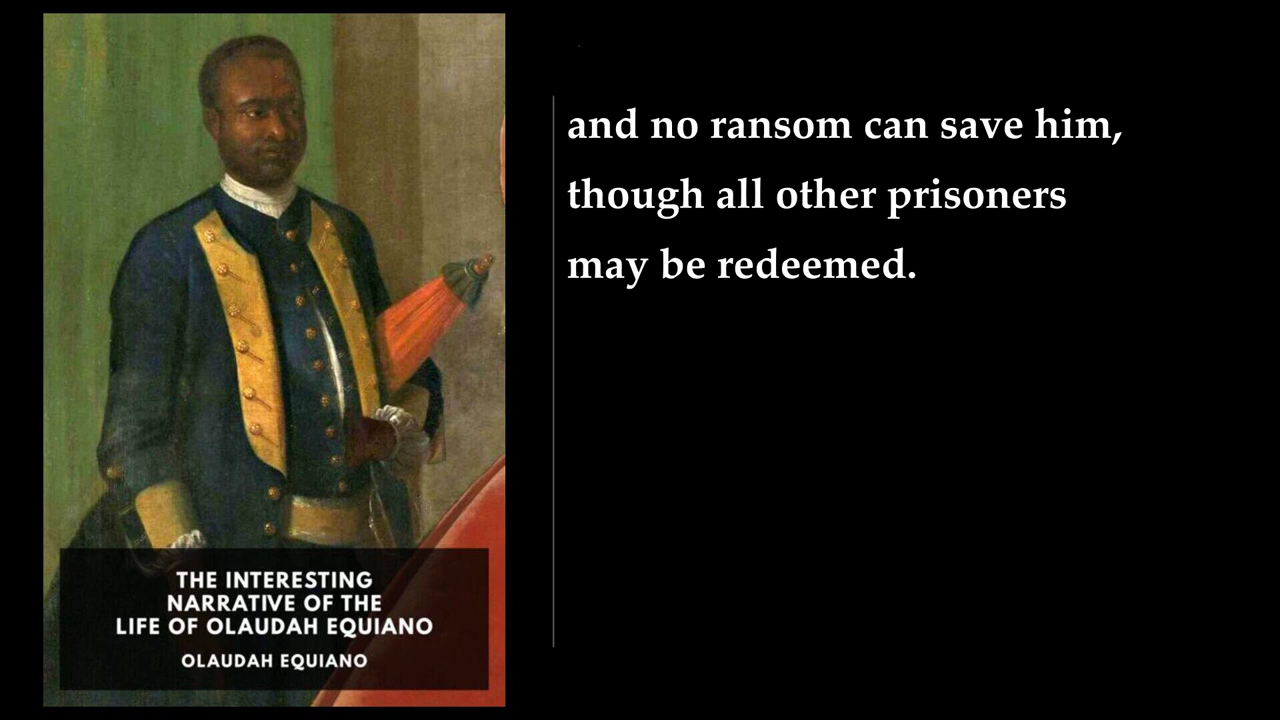 and no ransom can save him,
though all other prisoners
may be redeemed.
THE INTERESTING
NARRATIVE OF THE
LIFE OF OLAUDAH EQUIANO
OLAUDAH EQUIANO